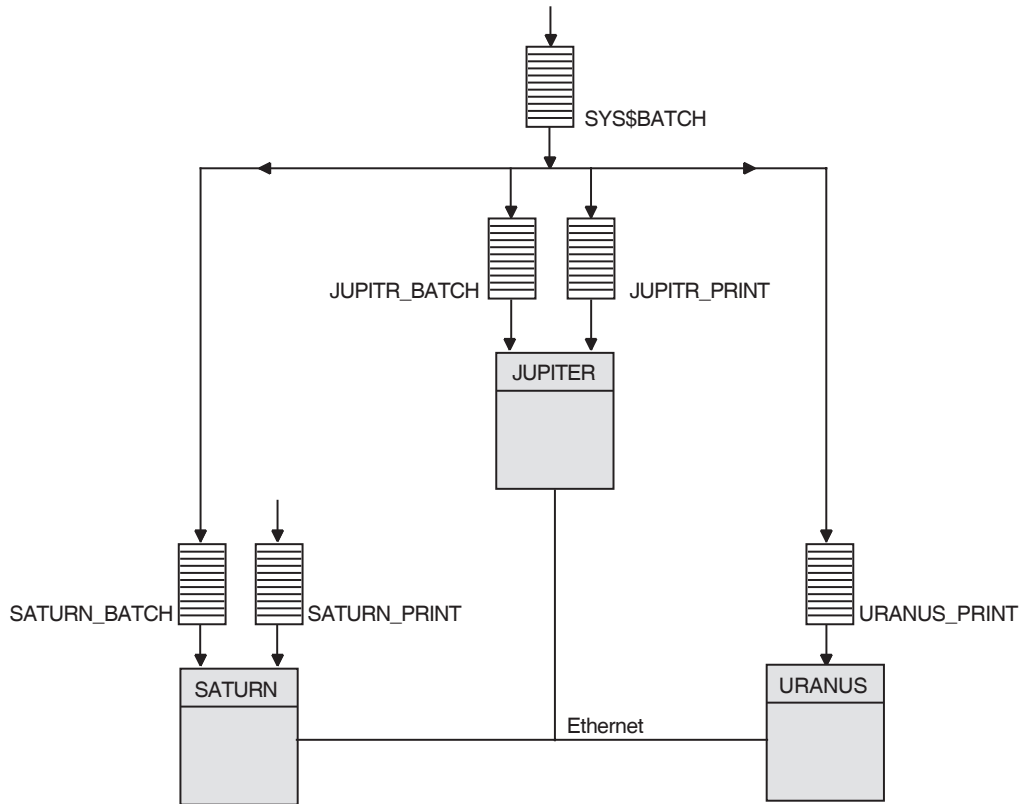 SYS$BATCH
JUPITR_BATCH
JUPITR_PRINT
JUPITER
SATURN_BATCH
SATURN_PRINT
URANUS_PRINT
SATURN
URANUS
Ethernet